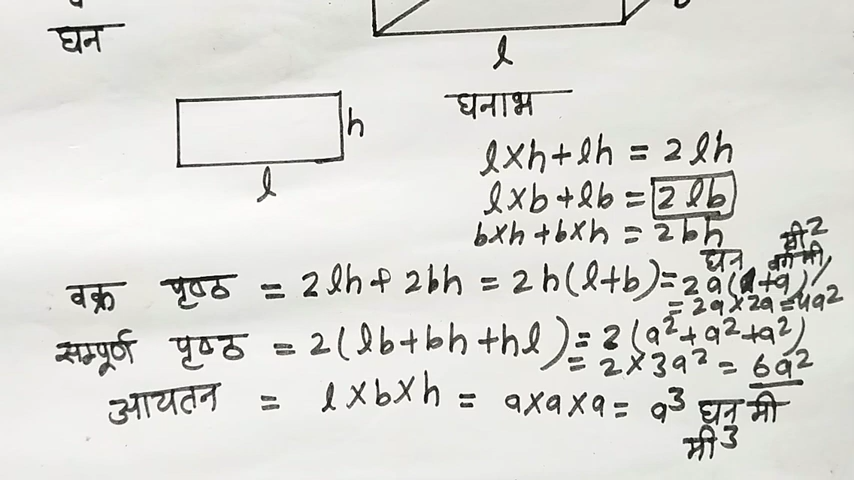 घन
l
घनाभ
h
l
l×h+lh = 2lh
l×b+lb = 2lb
b×h+b×h = 2bh
मी2
घन वर्ग मी,
वक्र पृष्ठ = 2lh+2bh = 2h(l+b) = 2a(a+a)
= 2a×2a = 4a²
सम्पूर्ण पृष्ठ = 2(lb+bh+hl) = 2(a²+a²+a²)
= 2×3a² = 6a²
आयतन = l×b×h = a×a×a = a³ घन मी
मी3